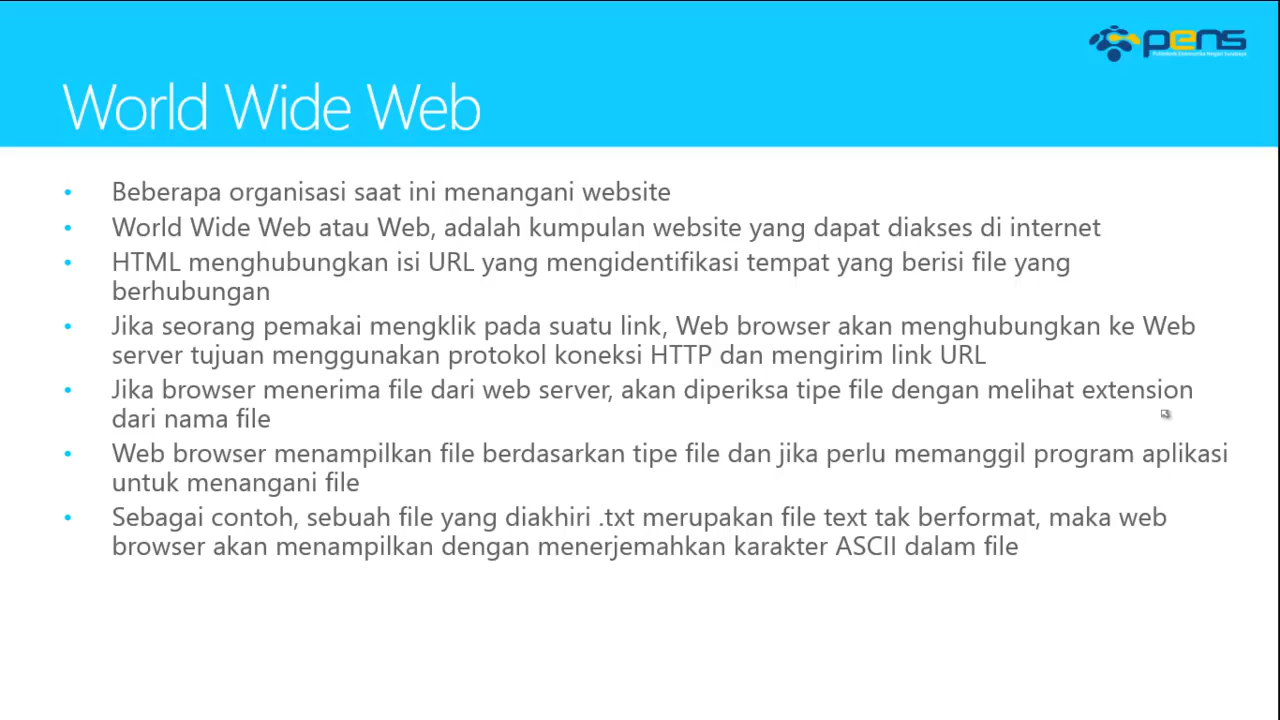 pens
Politeknik Elektronika Negeri Surabaya
World Wide Web
• Beberapa organisasi saat ini menangani website
• World Wide Web atau Web, adalah kumpulan website yang dapat diakses di internet
• HTML menghubungkan isi URL yang mengidentifikasi tempat yang berisi file yang
berhubungan
• Jika seorang pemakai mengklik pada suatu link, Web browser akan menghubungkan ke Web
server tujuan menggunakan protokol koneksi HTTP dan mengirim link URL
• Jika browser menerima file dari web server, akan diperiksa tipe file dengan melihat extension
dari nama file
• Web browser menampilkan file berdasarkan tipe file dan jika perlu memanggil program aplikasi
untuk menangani file
• Sebagai contoh, sebuah file yang diakhiri .txt merupakan file text tak berformat, maka web
browser akan menampilkan dengan menerjemahkan karakter ASCII dalam file